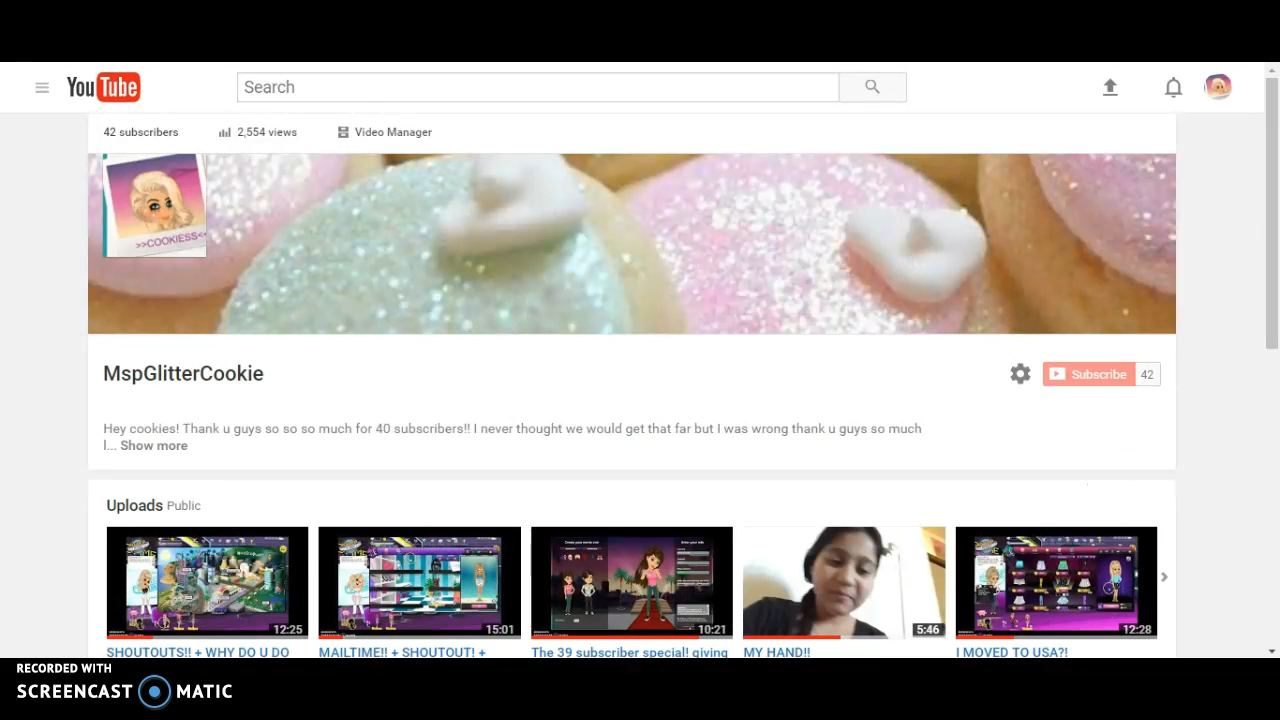 YouTube
Search
42 subscribers 2,554 views Video Manager
>>COOKIESS<<
MspGlitterCookie
Subscribe 42
Hey cookies! Thank u guys so so so much for 40 subscribers!! I never thought we would get that far but I was wrong thank u guys so much
I... Show more
Uploads Public
12:25 15:01 10:21 5:46 12:28
SHOUTOUTS!! + WHY DO U DO MAILTIME!! + SHOUTOUT! + The 39 subscriber special! giving MY HAND!! I MOVED TO USA?!
RECORDED WITH
SCREENCAST MATIC